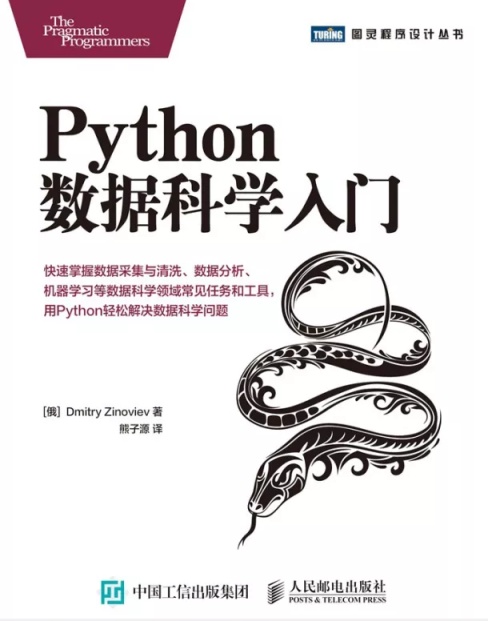 The
Pragmatic
Programmers
TURING
图灵程序设计丛书
Python
数据科学入门
快速掌握数据采集与清洗、数据分析、
机器学习等数据科学领域常见任务和工具,
用Python轻松解决数据科学问题
[俄] Dmitry Zinoviev 著
熊子源 译
中国工信出版集团
人民邮电出版社
POSTS & TELECOM PRESS